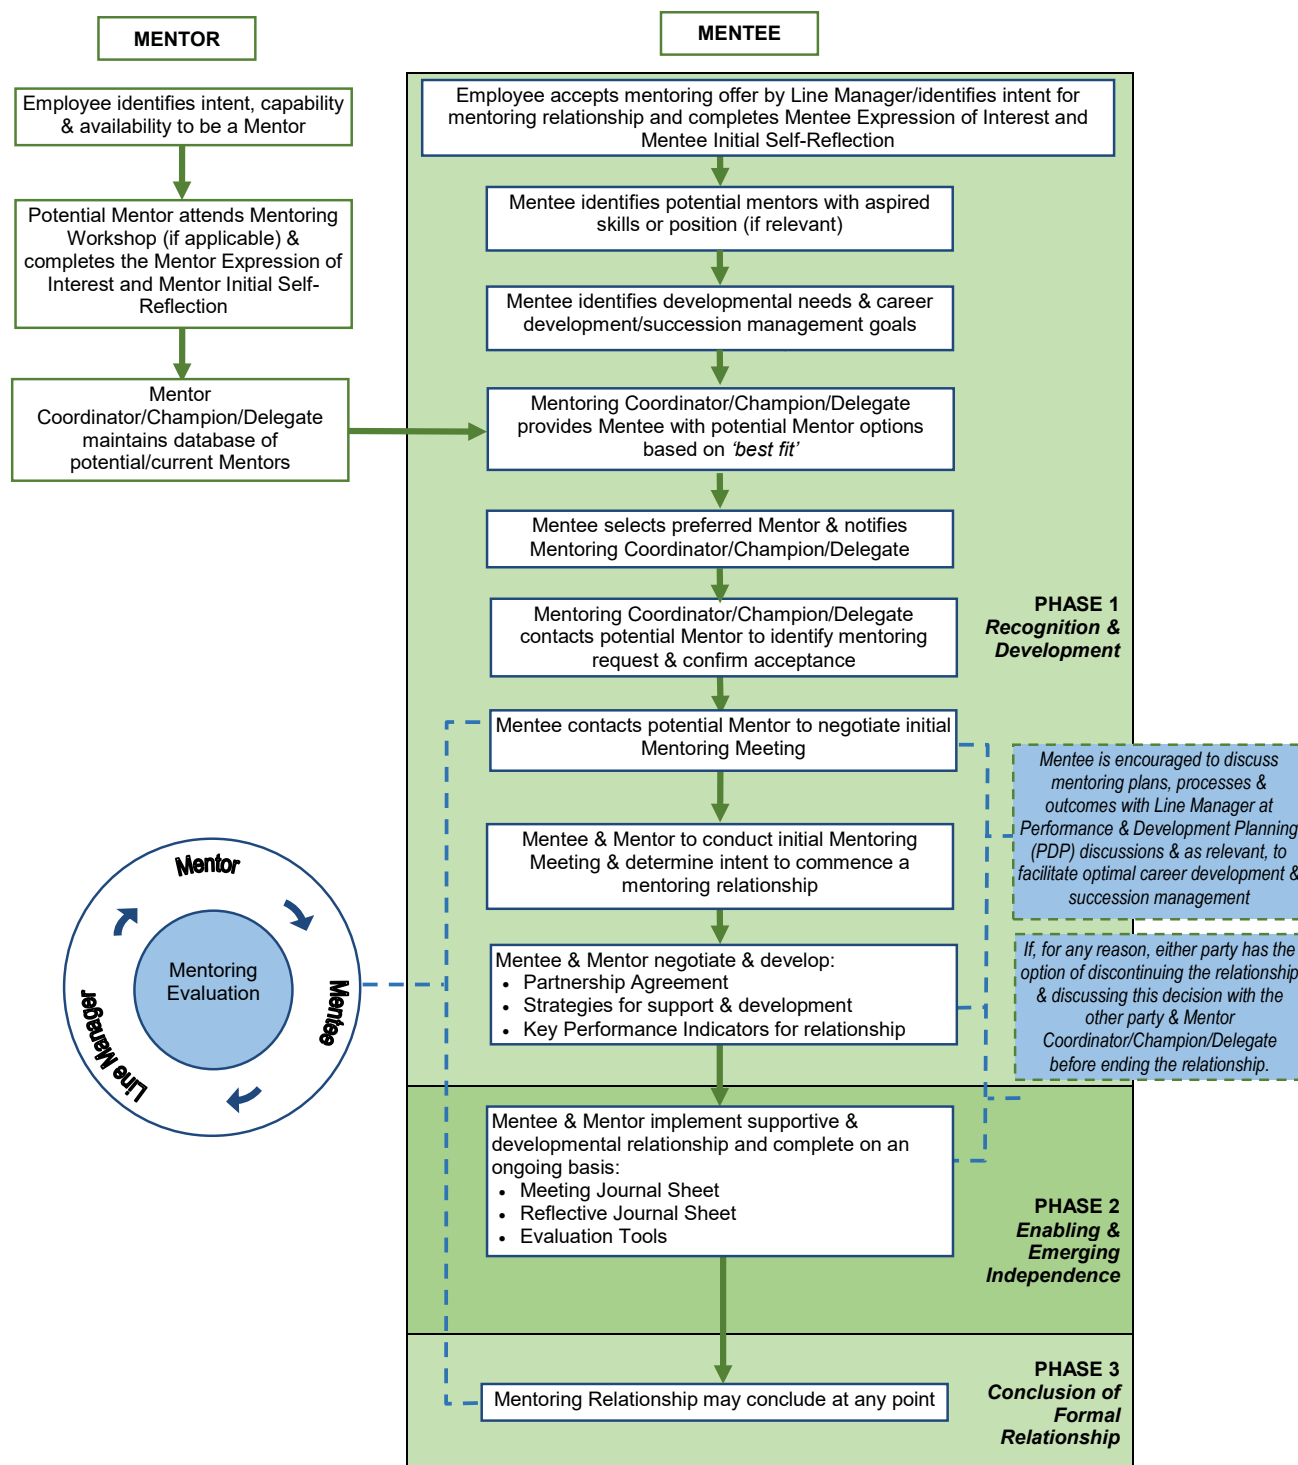 MENTOR
MENTEE
Employee identifies intent, capability
& availability to be a Mentor
Potential Mentor attends Mentoring
Workshop (if applicable) &
completes the Mentor Expression of
Interest and Mentor Initial Self-
Reflection
Mentor
Coordinator/Champion/Delegate
maintains database of
potential/current Mentors
Employee accepts mentoring offer by Line Manager/identifies intent for
mentoring relationship and completes Mentee Expression of Interest and
Mentee Initial Self-Reflection
Mentee identifies potential mentors with aspired
skills or position (if relevant)
Mentee identifies developmental needs & career
development/succession management goals
Mentoring Coordinator/Champion/Delegate
provides Mentee with potential Mentor options
based on ‘best fit’
Mentee selects preferred Mentor & notifies
Mentoring Coordinator/Champion/Delegate
Mentoring Coordinator/Champion/Delegate
contacts potential Mentor to identify mentoring
request & confirm acceptance
PHASE 1
Recognition &
Development
Mentee contacts potential Mentor to negotiate initial
Mentoring Meeting
Mentee & Mentor to conduct initial Mentoring
Meeting & determine intent to commence a
mentoring relationship
Mentee & Mentor negotiate & develop:
• Partnership Agreement
• Strategies for support & development
• Key Performance Indicators for relationship
Mentee is encouraged to discuss
mentoring plans, processes &
outcomes with Line Manager at
Performance & Development Planning
(PDP) discussions & as relevant, to
facilitate optimal career development &
succession management
If, for any reason, either party has the
option of discontinuing the relationship
& discussing this decision with the
other party & Mentor
Coordinator/Champion/Delegate
before ending the relationship.
Mentor
Mentee
Line Manager
Mentoring
Evaluation
Mentee & Mentor implement supportive &
developmental relationship and complete on an
ongoing basis:
• Meeting Journal Sheet
• Reflective Journal Sheet
• Evaluation Tools
PHASE 2
Enabling &
Emerging
Independence
Mentoring Relationship may conclude at any point
PHASE 3
Conclusion of
Formal
Relationship